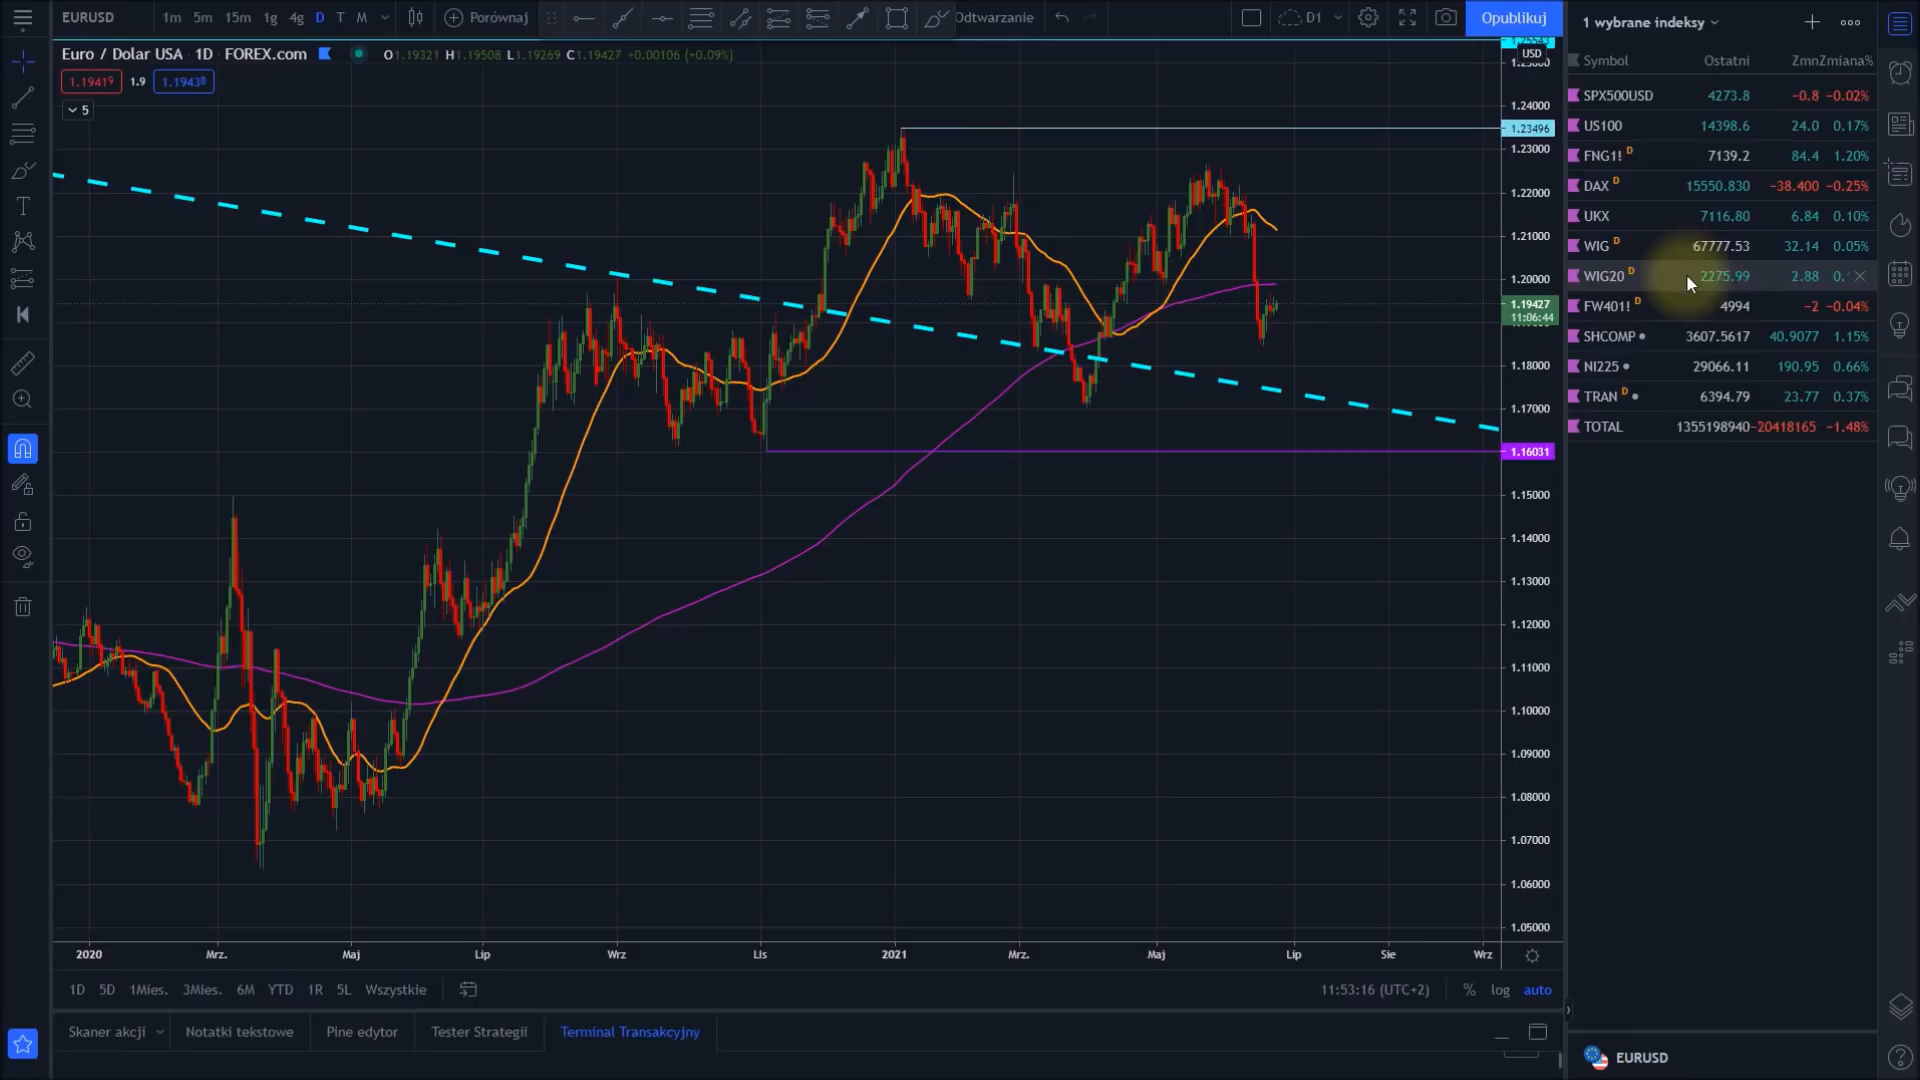 EURUSD 1m 5m 15m 1g 4g D T M Porównaj Odtwarzanie D1 Opublikuj
Euro / Dolar USA · 1D · FOREX.com O1.19321 H1.19508 L1.19269 C1.19427 +0.00106 (+0.09%)
1.19419 1.9 1.19438
5
USD
1.24000
1.23496
1.23000
1.22000
1.21000
1.20000
1.19427
11:06:44
1.18000
1.17000
1.16031
1.15000
1.14000
1.13000
1.12000
1.11000
1.10000
1.09000
1.08000
1.07000
1.06000
1.05000
2020 Mrz. Maj Lip Wrz Lis 2021 Mrz. Maj Lip Sie Wrz
1D 5D 1Mies. 3Mies. 6M YTD 1R 5L Wszystkie 11:53:16 (UTC+2) % log auto
Skaner akcji Notatki tekstowe Pine edytor Tester Strategii Terminal Transakcyjny
1 wybrane indeksy
Symbol Ostatni Zmn Zmiana%
SPX500USD 4273.8 −0.8 −0.02%
US100 14398.6 24.0 0.17%
FNG1! D 7139.2 84.4 1.20%
DAX D 15550.830 −38.400 −0.25%
UKX 7116.80 6.84 0.10%
WIG D 67777.53 32.14 0.05%
WIG20 D 2275.99 2.88 0.
FW401! D 4994 −2 −0.04%
SHCOMP 3607.5617 40.9077 1.15%
NI225 29066.11 190.95 0.66%
TRAN D 6394.79 23.77 0.37%
TOTAL 1355198940 −20418165 −1.48%
EURUSD